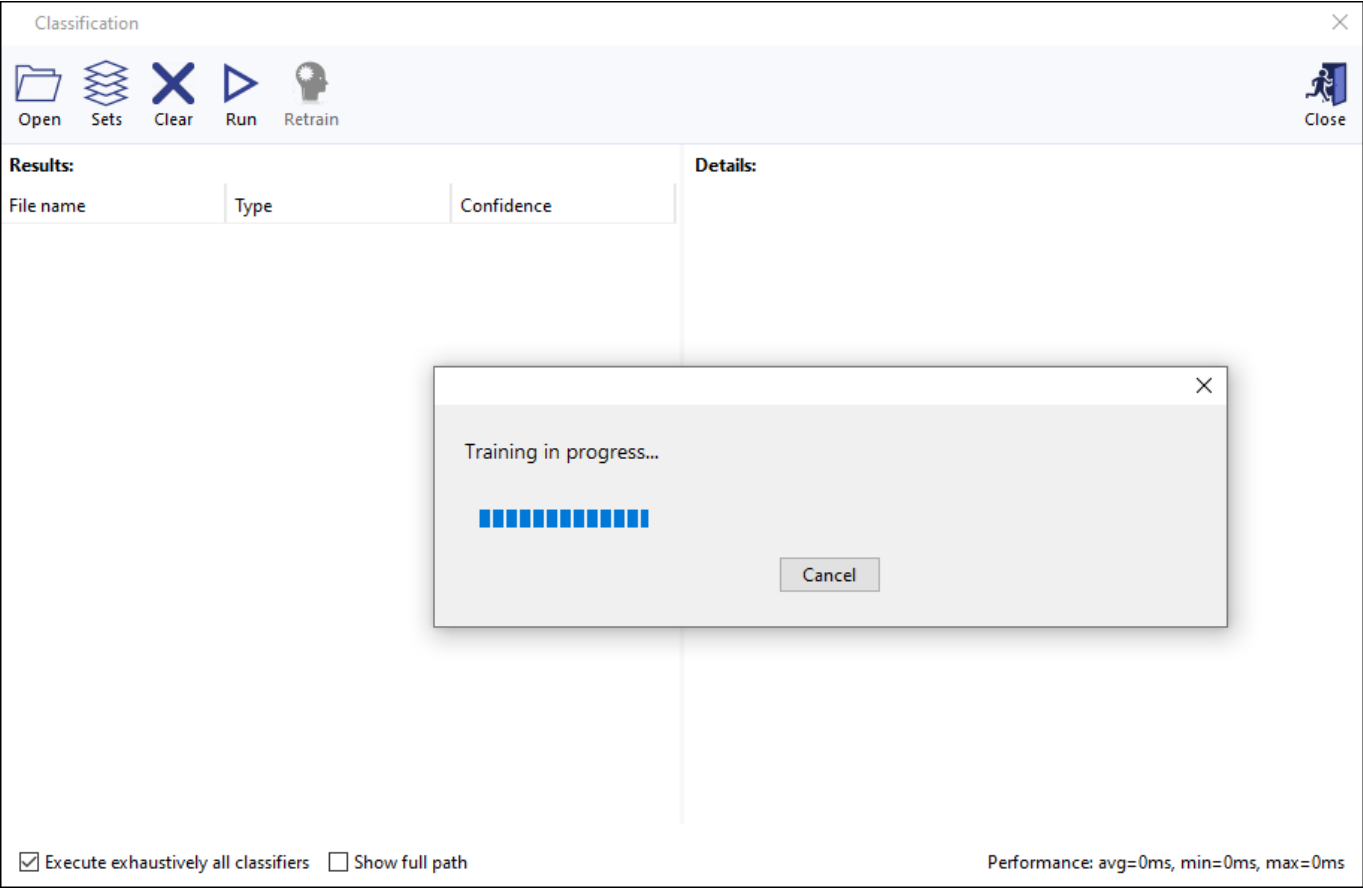 Classification
Open Sets Clear Run Retrain Close
Results: Details:
File name Type Confidence
Training in progress...
Cancel
Execute exhaustively all classifiers Show full path Performance: avg=0ms, min=0ms, max=0ms